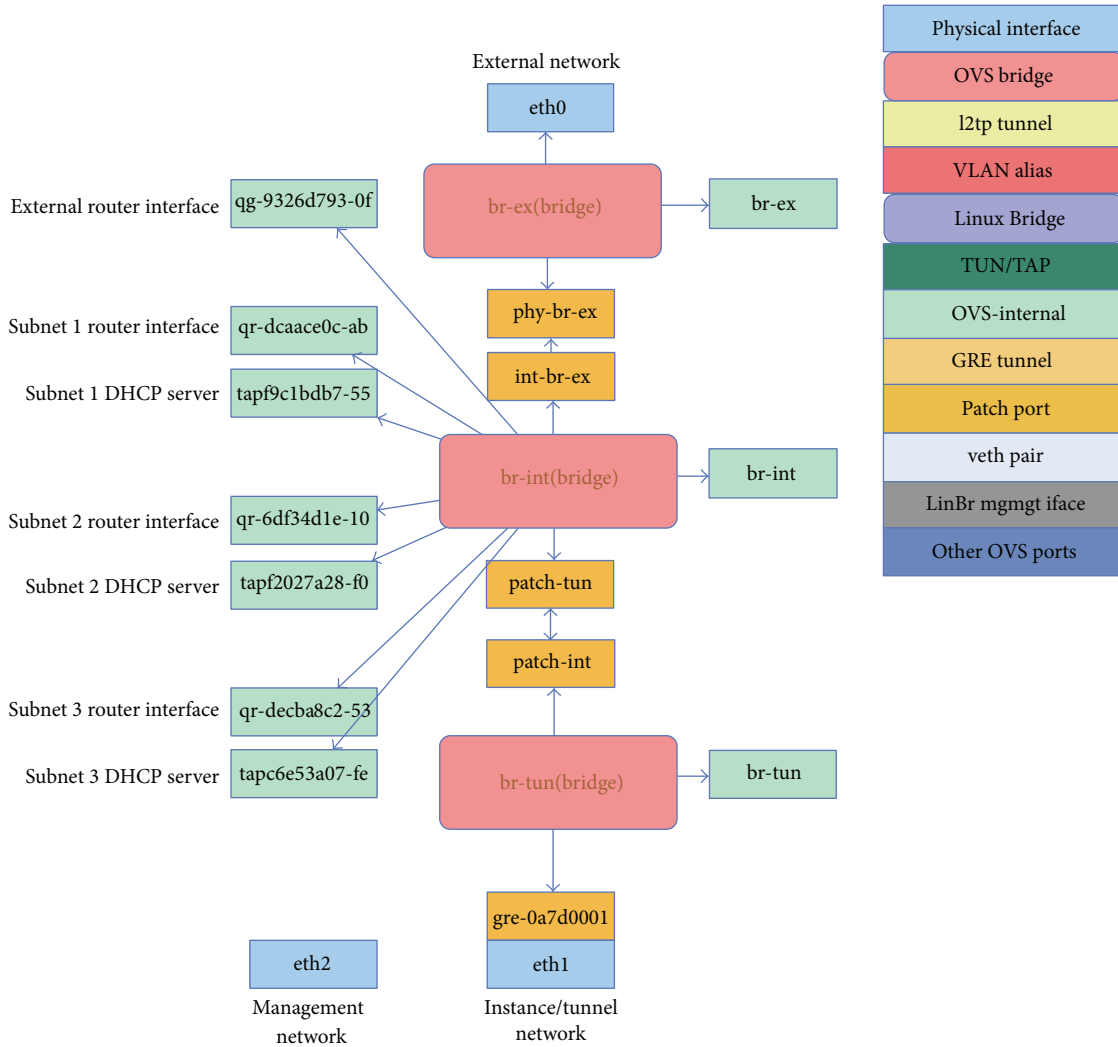 External network
eth0
External router interface
qg-9326d793-0f
br-ex(bridge)
br-ex
phy-br-ex
int-br-ex
Subnet 1 router interface
qr-dcaace0c-ab
Subnet 1 DHCP server
tapf9c1bdb7-55
br-int(bridge)
br-int
Subnet 2 router interface
qr-6df34d1e-10
Subnet 2 DHCP server
tapf2027a28-f0
patch-tun
patch-int
Subnet 3 router interface
qr-decba8c2-53
Subnet 3 DHCP server
tapc6e53a07-fe
br-tun(bridge)
br-tun
gre-0a7d0001
eth1
Instance/tunnel
network
eth2
Management
network
Physical interface
OVS bridge
l2tp tunnel
VLAN alias
Linux Bridge
TUN/TAP
OVS-internal
GRE tunnel
Patch port
veth pair
LinBr mgmgt iface
Other OVS ports